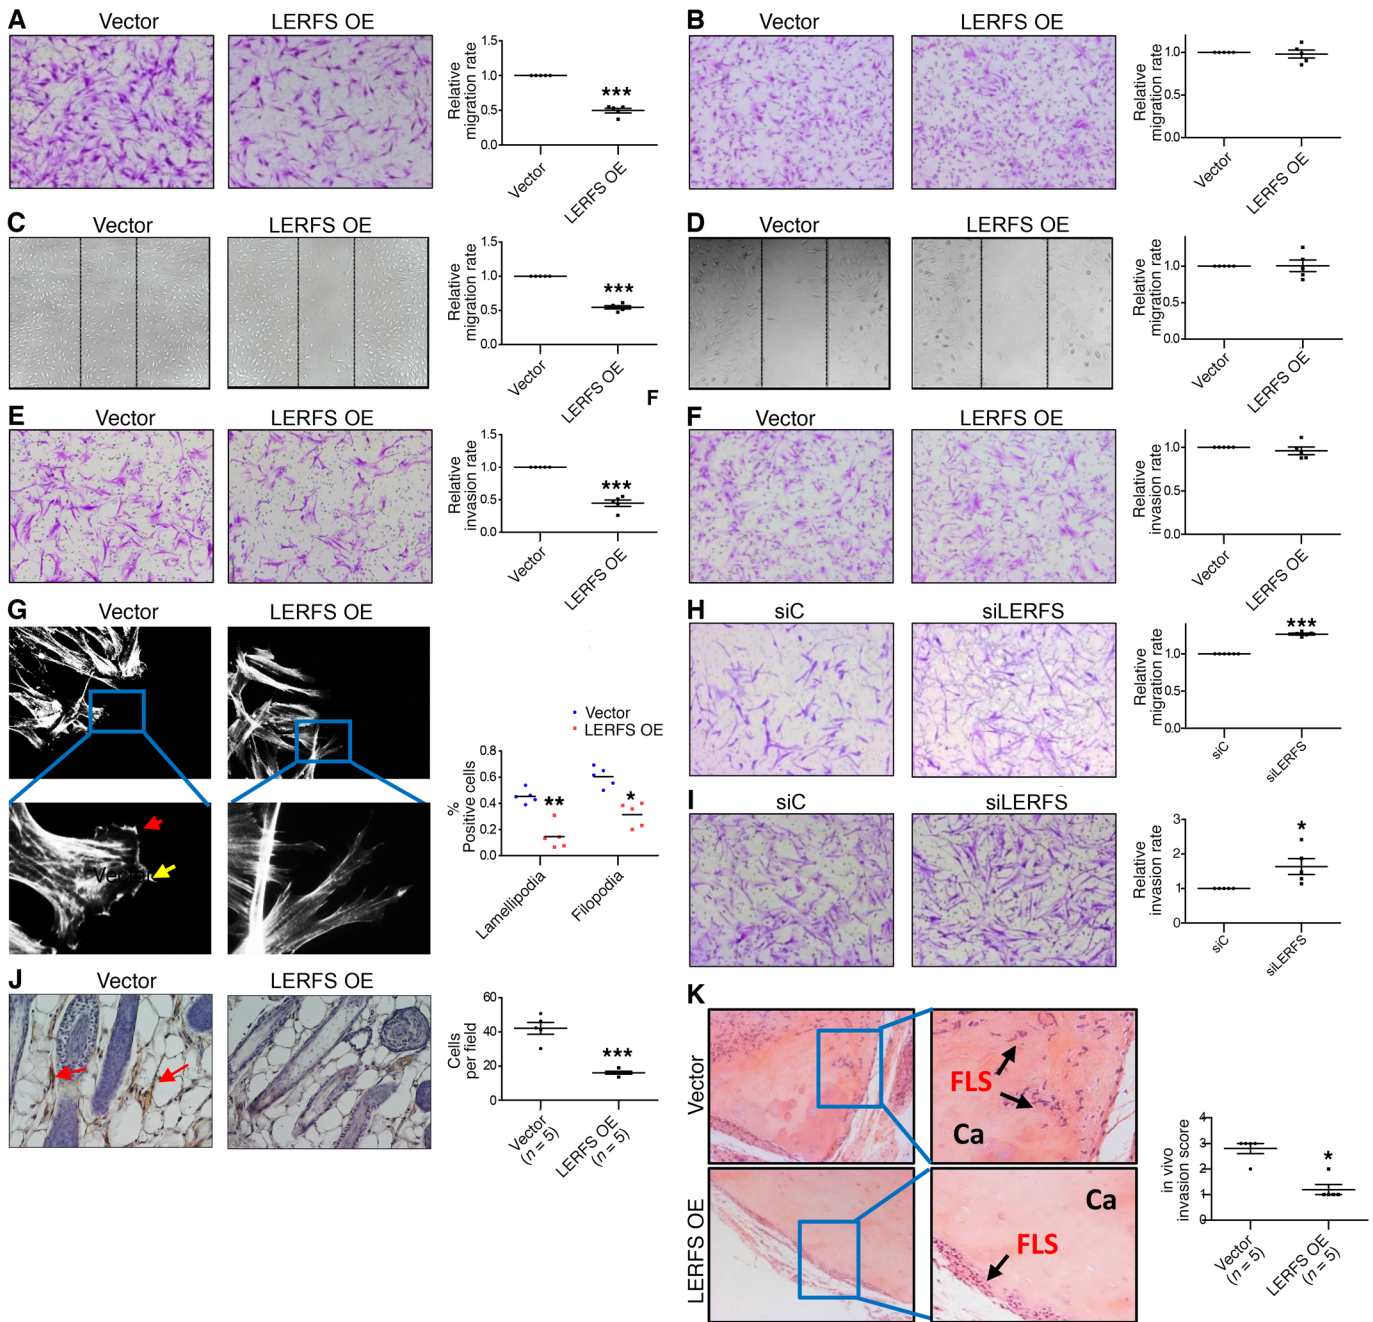 A
Vector
LERFS OE
Relative
migration rate
1.5
1.0
0.5
0.0
***
Vector
LERFS OE
B
Vector
LERFS OE
Relative
migration rate
1.0
0.5
0.0
Vector
LERFS OE
C
Vector
LERFS OE
Relative
migration rate
1.5
1.0
0.5
0.0
***
Vector
LERFS OE
D
Vector
LERFS OE
Relative
migration rate
1.0
0.5
0.0
Vector
LERFS OE
E
Vector
LERFS OE
Relative
invasion rate
1.5
1.0
0.5
0.0
***
Vector
LERFS OE
F
F
Vector
LERFS OE
Relative
invasion rate
1.0
0.5
0.0
Vector
LERFS OE
G
Vector
LERFS OE
Vector
Vector
LERFS OE
%
Positive cells
0.8
0.6
0.4
0.2
0.0
**
*
Lamellipodia
Filopodia
H
siC
siLERFS
Relative
migration rate
1.0
0.5
0.0
***
siC
siLERFS
I
siC
siLERFS
Relative
invasion rate
3
2
1
0
*
siC
siLERFS
J
Vector
LERFS OE
Cells
per field
60
40
20
0
***
Vector
(n = 5)
LERFS OE
(n = 5)
K
Vector
FLS
Ca
LERFS OE
Ca
FLS
in vivo
invasion score
4
3
2
1
0
*
Vector
(n = 5)
LERFS OE
(n = 5)